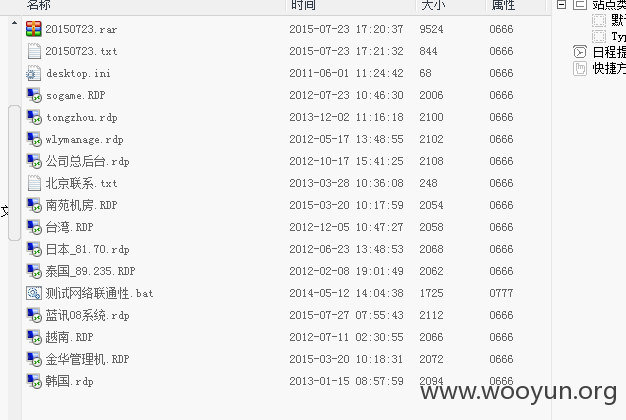 名称 时间 大小 属性
20150723.rar 2015-07-23 17:20:37 9524 0666
20150723.txt 2015-07-23 17:21:32 844 0666
desktop.ini 2011-06-01 11:24:42 68 0666
sogame.RDP 2012-07-23 10:46:30 2006 0666
tongzhou.rdp 2013-12-02 11:16:18 2100 0666
wlymanage.rdp 2012-05-17 13:48:55 2102 0666
公司总后台.rdp 2012-10-17 15:41:25 2108 0666
北京联系.txt 2013-03-28 10:36:08 248 0666
南苑机房.RDP 2015-03-20 10:17:59 2054 0666
台湾.RDP 2012-12-05 10:47:27 2058 0666
日本_81.70.rdp 2012-06-23 13:48:53 2068 0666
泰国_89.235.RDP 2012-02-08 19:01:49 2062 0666
测试网络联通性.bat 2014-05-12 14:04:38 1725 0777
蓝讯08系统.rdp 2015-07-27 07:55:43 2112 0666
越南.RDP 2012-07-11 02:30:55 2066 0666
金华管理机.RDP 2015-03-20 10:18:31 2072 0666
韩国.rdp 2013-01-15 08:57:59 2094 0666
站点类
默
Typ
日程提
快捷方
文
www.wooyun.org